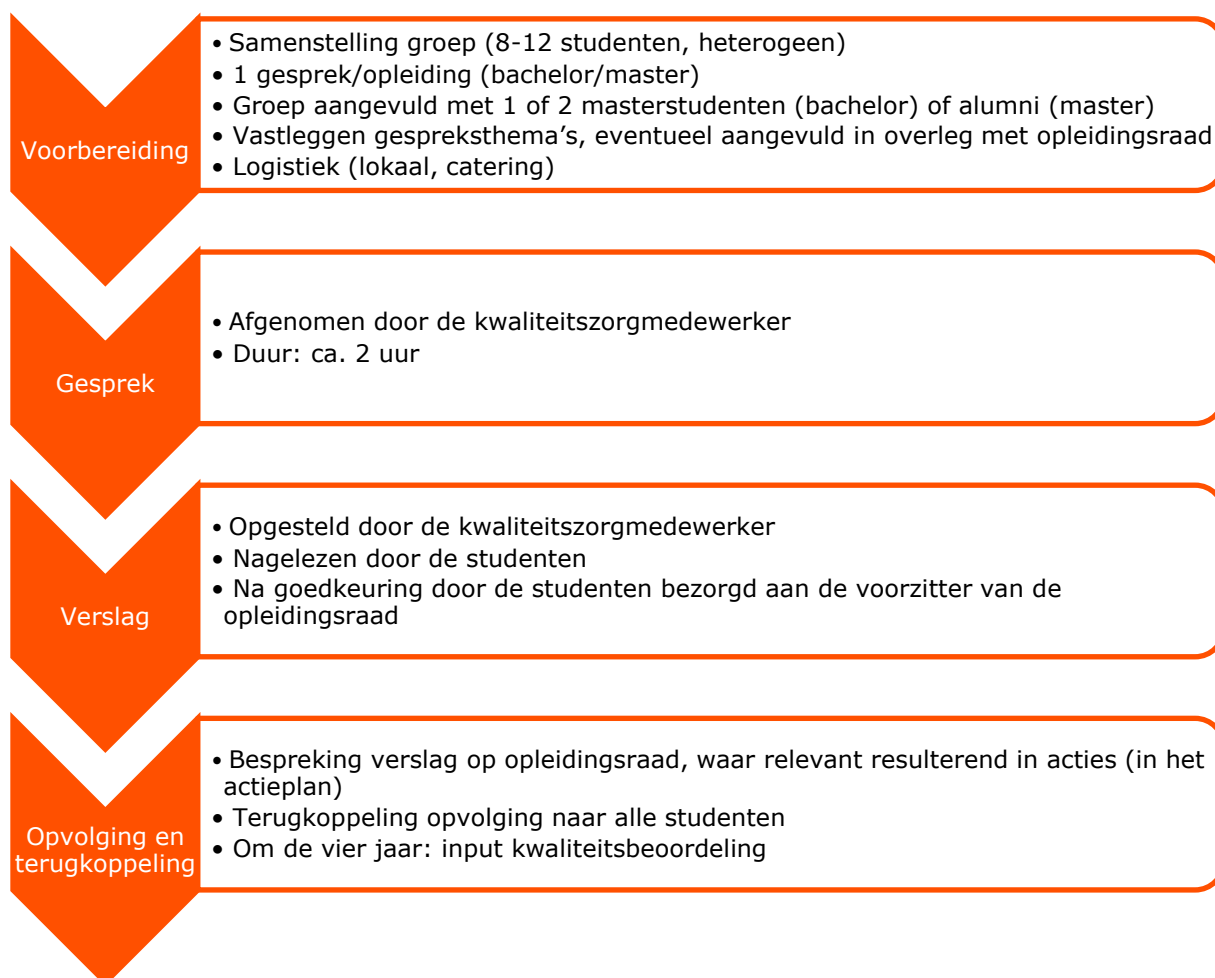 Voorbereiding
• Samenstelling groep (8-12 studenten, heterogeen)
• 1 gesprek/opleiding (bachelor/master)
• Groep aangevuld met 1 of 2 masterstudenten (bachelor) of alumni (master)
• Vastleggen gespreksthema's, eventueel aangevuld in overleg met opleidingsraad
• Logistiek (lokaal, catering)
Gesprek
• Afgenomen door de kwaliteitszorgmedewerker
• Duur: ca. 2 uur
Verslag
• Opgesteld door de kwaliteitszorgmedewerker
• Nagelezen door de studenten
• Na goedkeuring door de studenten bezorgd aan de voorzitter van de
opleidingsraad
Opvolging en
terugkoppeling
• Bespreking verslag op opleidingsraad, waar relevant resulterend in acties (in het
actieplan)
• Terugkoppeling opvolging naar alle studenten
• Om de vier jaar: input kwaliteitsbeoordeling